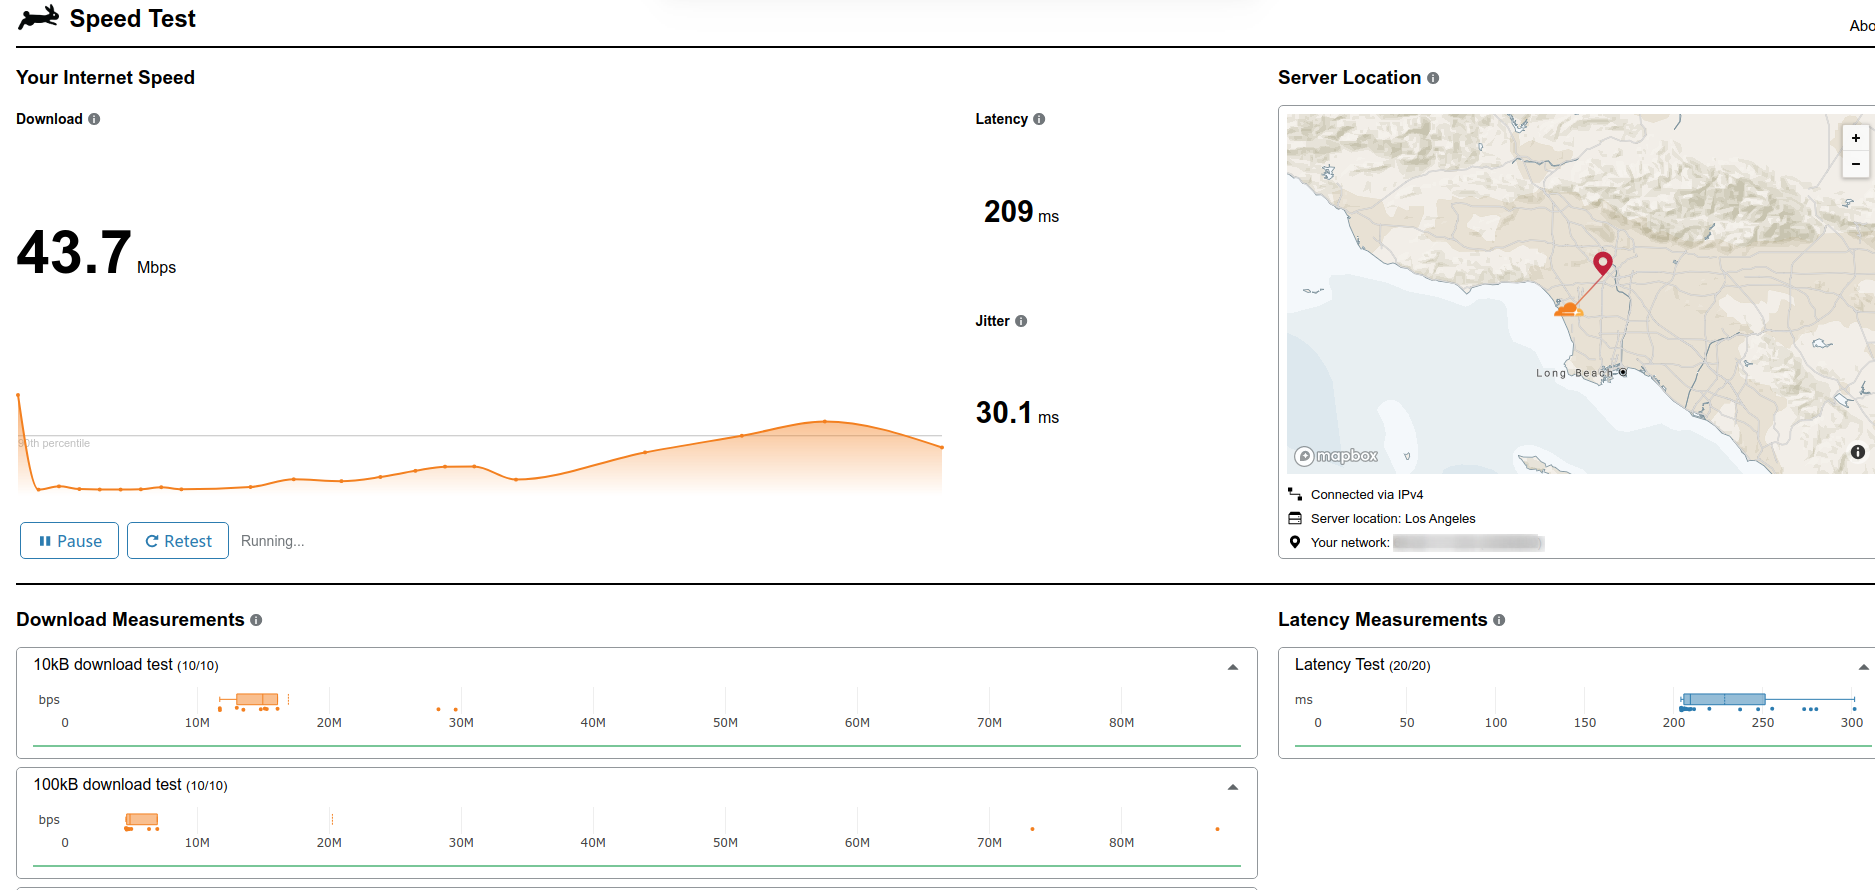 Speed Test
Abo
Your Internet Speed
Download
43.7 Mbps
90th percentile
Pause
Retest
Running...
Latency
209 ms
Jitter
30.1 ms
Server Location
+
−
Long Beach
mapbox
Connected via IPv4
Server location: Los Angeles
Your network:
Download Measurements
10kB download test (10/10)
bps
0 10M 20M 30M 40M 50M 60M 70M 80M
100kB download test (10/10)
bps
0 10M 20M 30M 40M 50M 60M 70M 80M
Latency Measurements
Latency Test (20/20)
ms
0 50 100 150 200 250 300